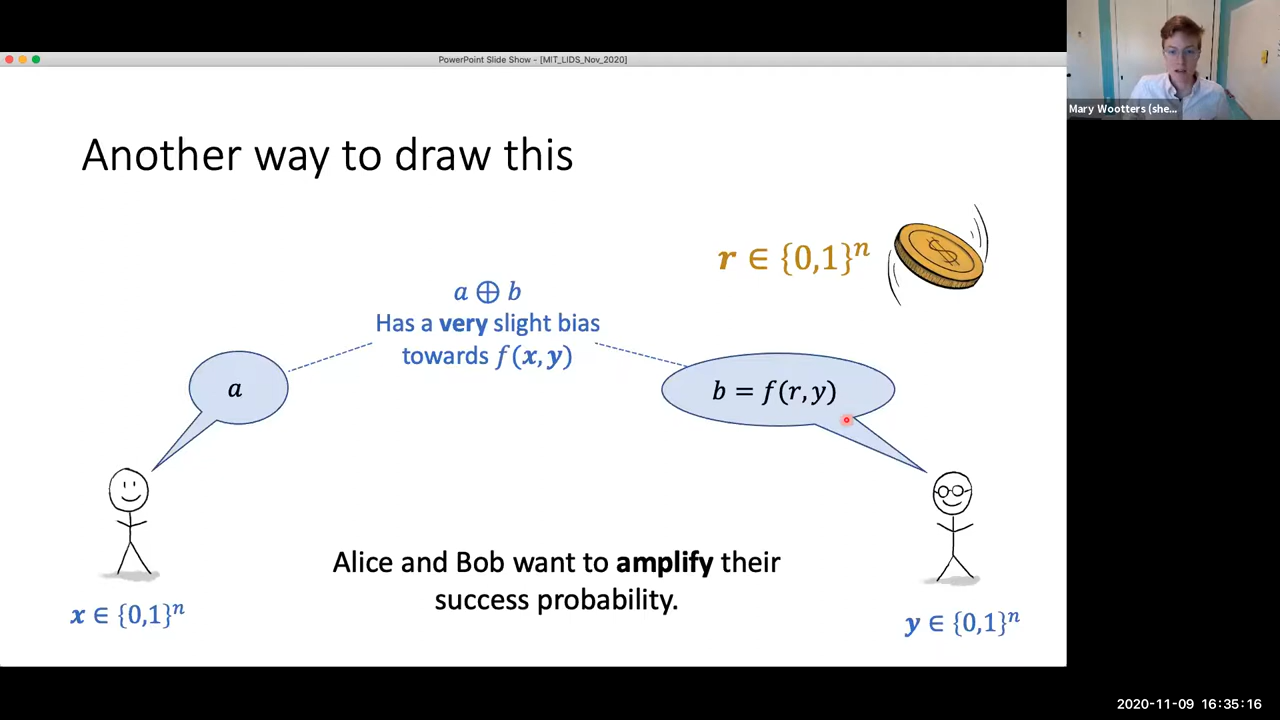 PowerPoint Slide Show - [MIT_LIDS_Nov_2020]
Mary Wootters (she...
Another way to draw this
r ∈ {0,1}ⁿ
$
a ⊕ b
Has a very slight bias
towards f(x, y)
a
b = f(r, y)
Alice and Bob want to amplify their
success probability.
x ∈ {0,1}ⁿ
y ∈ {0,1}ⁿ
2020-11-09 16:35:16